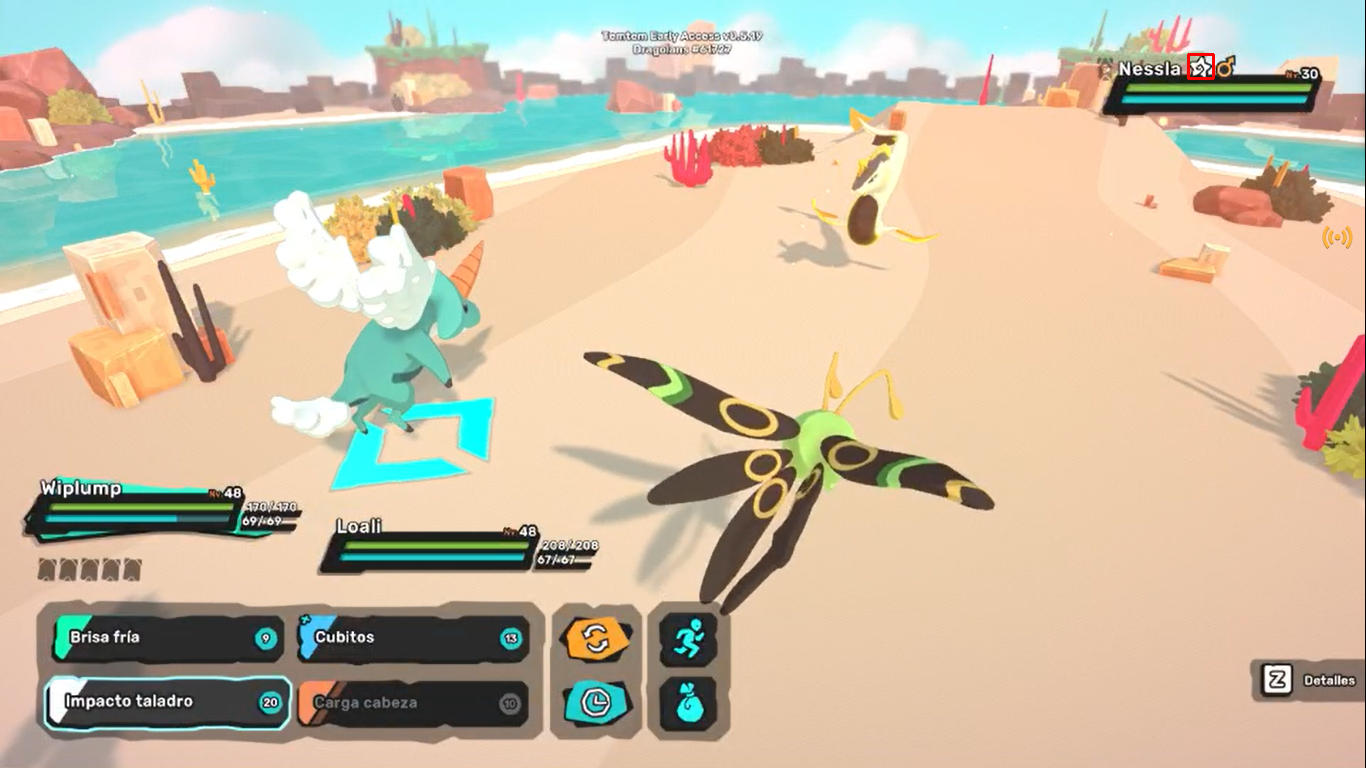 Temtem Early Access v0.5.19
Dragolans #61727
Nessla
Nv. 30
Wiplump
Nv. 48
170/170
69/69
Loali
Nv. 48
208/208
67/67
Brisa fría 9
Cubitos 13
Impacto taladro 20
Carga cabeza 10
Z Detalles